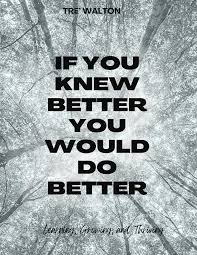 TRE' WALTON
IF YOU
KNEW
BETTER
YOU
WOULD
DO
BETTER
Learning, Growing, and Thriving